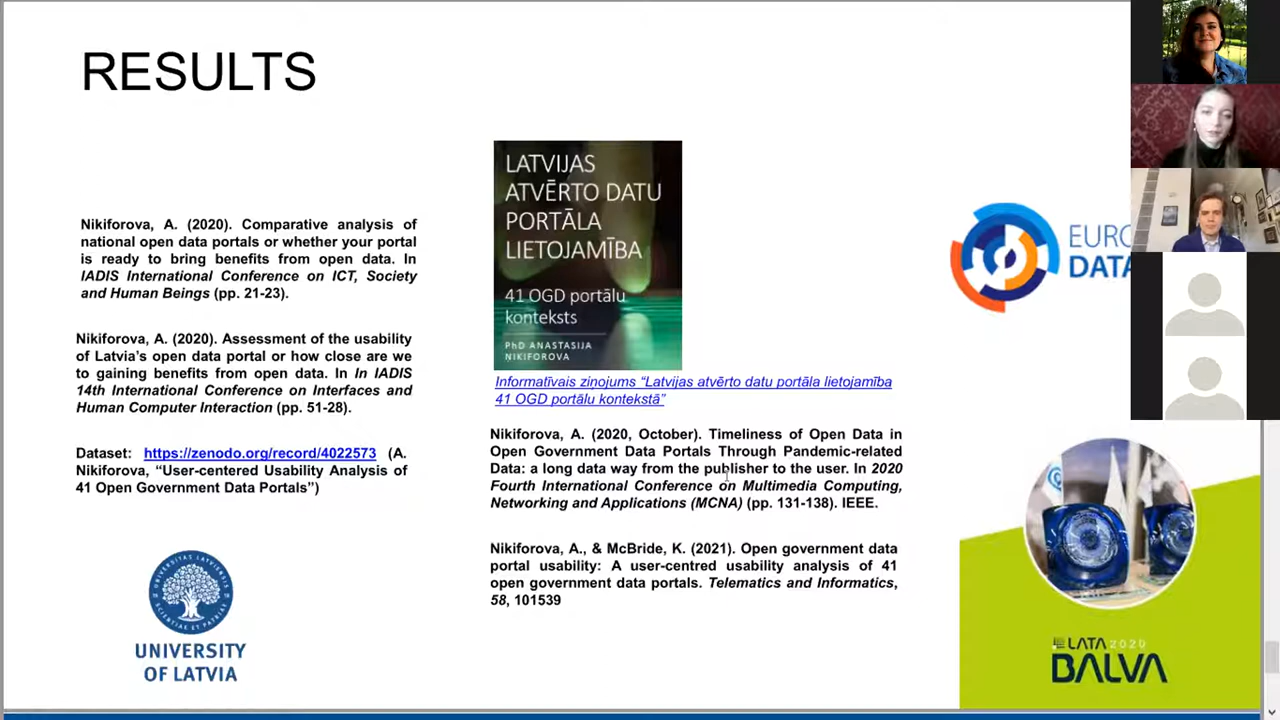 RESULTS
Nikiforova, A. (2020). Comparative analysis of
national open data portals or whether your portal
is ready to bring benefits from open data. In
IADIS International Conference on ICT, Society
and Human Beings (pp. 21-23).
Nikiforova, A. (2020). Assessment of the usability
of Latvia's open data portal or how close are we
to gaining benefits from open data. In In IADIS
14th International Conference on Interfaces and
Human Computer Interaction (pp. 51-28).
Dataset: https://zenodo.org/record/4022573 (A.
Nikiforova, “User-centered Usability Analysis of
41 Open Government Data Portals”)
UNIVERSITY
OF LATVIA
LATVIJAS
ATVĒRTO DATU
PORTĀLA
LIETOJAMĪBA
41 OGD portālu
konteksts
PhD ANASTASIJA
NIKIFOROVA
Informatīvais ziņojums “Latvijas atvērto datu portāla lietojamība
41 OGD portālu kontekstā”
Nikiforova, A. (2020, October). Timeliness of Open Data in
Open Government Data Portals Through Pandemic-related
Data: a long data way from the publisher to the user. In 2020
Fourth International Conference on Multimedia Computing,
Networking and Applications (MCNA) (pp. 131-138). IEEE.
Nikiforova, A., & McBride, K. (2021). Open government data
portal usability: A user-centred usability analysis of 41
open government data portals. Telematics and Informatics,
58, 101539
EURO
DATA
LATA 2020
BALVA